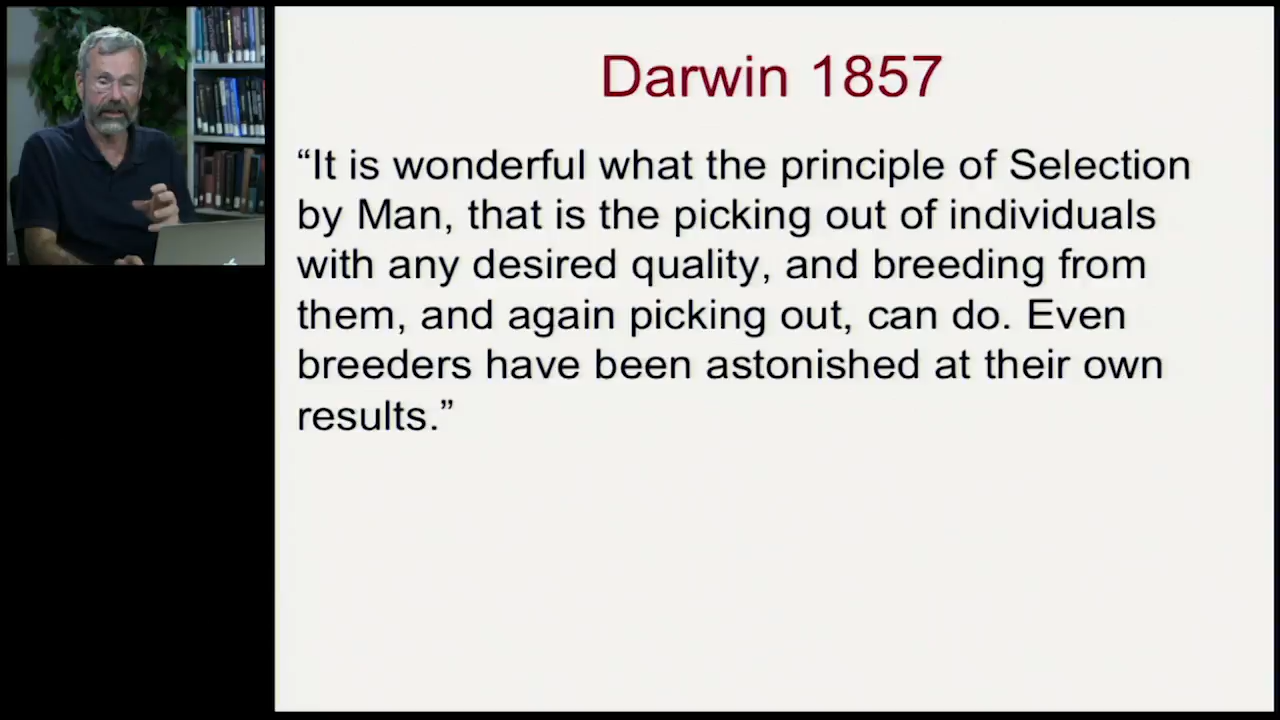 Darwin 1857
“It is wonderful what the principle of Selection
by Man, that is the picking out of individuals
with any desired quality, and breeding from
them, and again picking out, can do. Even
breeders have been astonished at their own
results.”